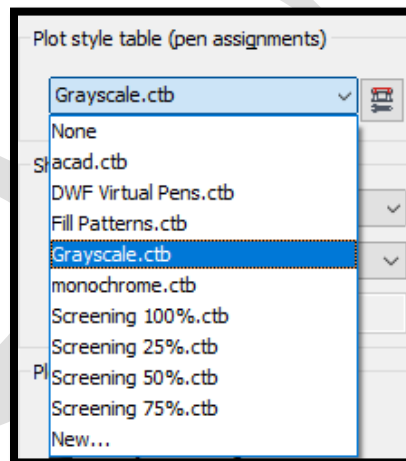 Plot style table (pen assignments)
Grayscale.ctb
None
acad.ctb
DWF Virtual Pens.ctb
Fill Patterns.ctb
Grayscale.ctb
monochrome.ctb
Screening 100%.ctb
Screening 25%.ctb
Screening 50%.ctb
Screening 75%.ctb
New...